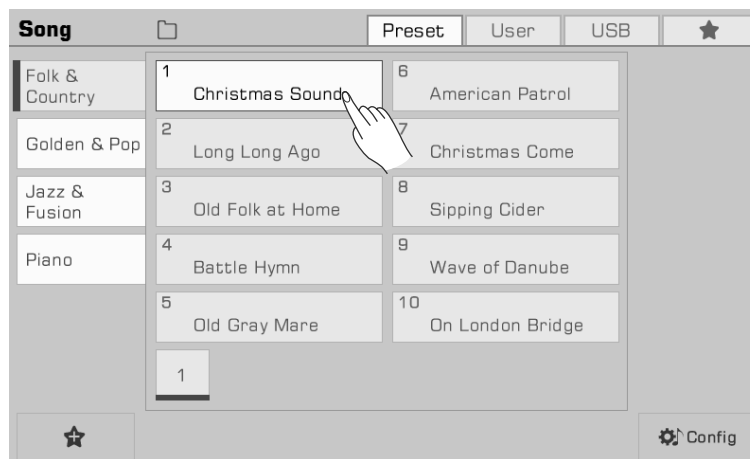 Song
Preset
User
USB
Folk &
Country
Golden & Pop
Jazz &
Fusion
Piano
1
Christmas Sound
2
Long Long Ago
3
Old Folk at Home
4
Battle Hymn
5
Old Gray Mare
6
American Patrol
7
Christmas Come
8
Sipping Cider
9
Wave of Danube
10
On London Bridge
1
Config